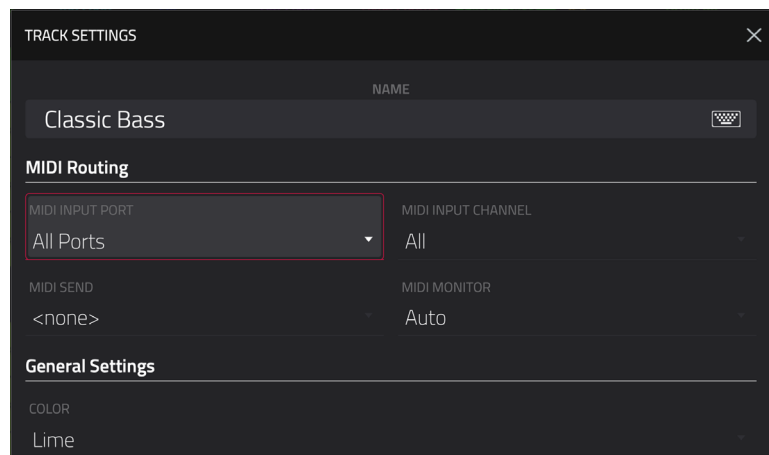 TRACK SETTINGS
NAME
Classic Bass
MIDI Routing
MIDI INPUT PORT
All Ports
MIDI INPUT CHANNEL
All
MIDI SEND
<none>
MIDI MONITOR
Auto
General Settings
COLOR
Lime